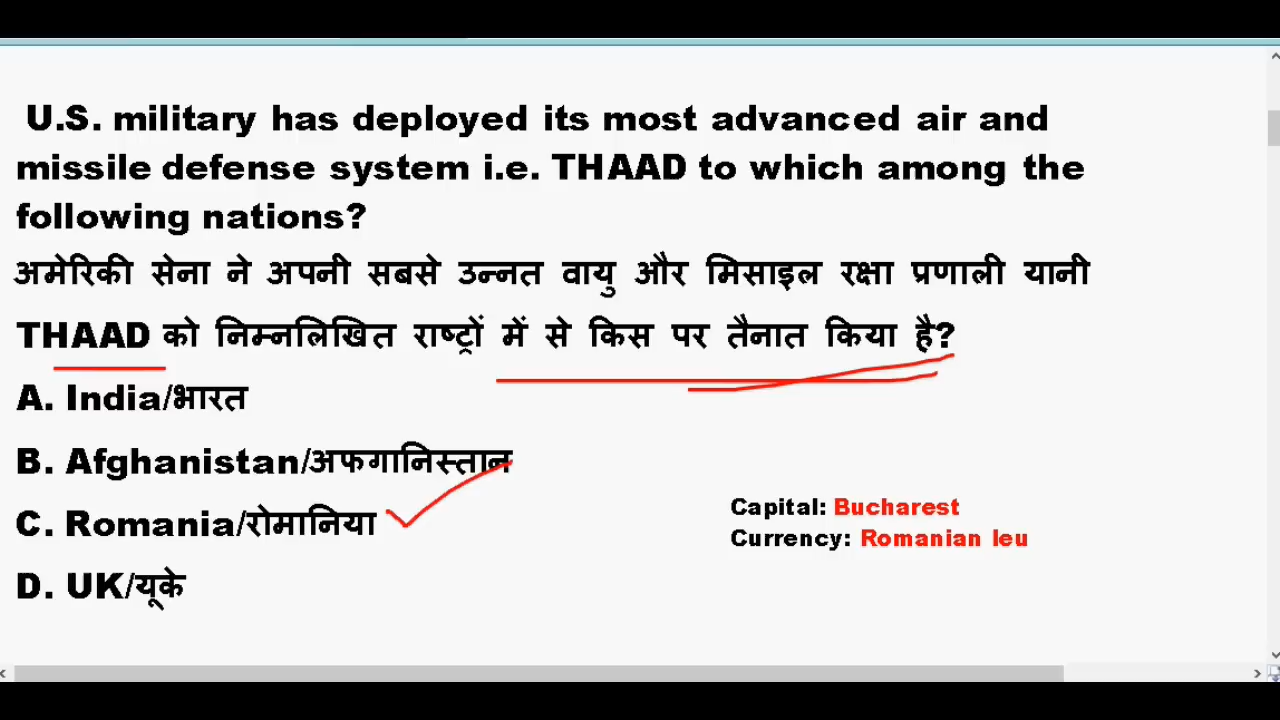 U.S. military has deployed its most advanced air and
missile defense system i.e. THAAD to which among the
following nations?
अमेरिकी सेना ने अपनी सबसे उन्नत वायु और मिसाइल रक्षा प्रणाली यानी
THAAD को निम्नलिखित राष्ट्रों में से किस पर तैनात किया है?
A. India/भारत
B. Afghanistan/अफगानिस्तान
C. Romania/रोमानिया
Capital: Bucharest
Currency: Romanian leu
D. UK/यूके